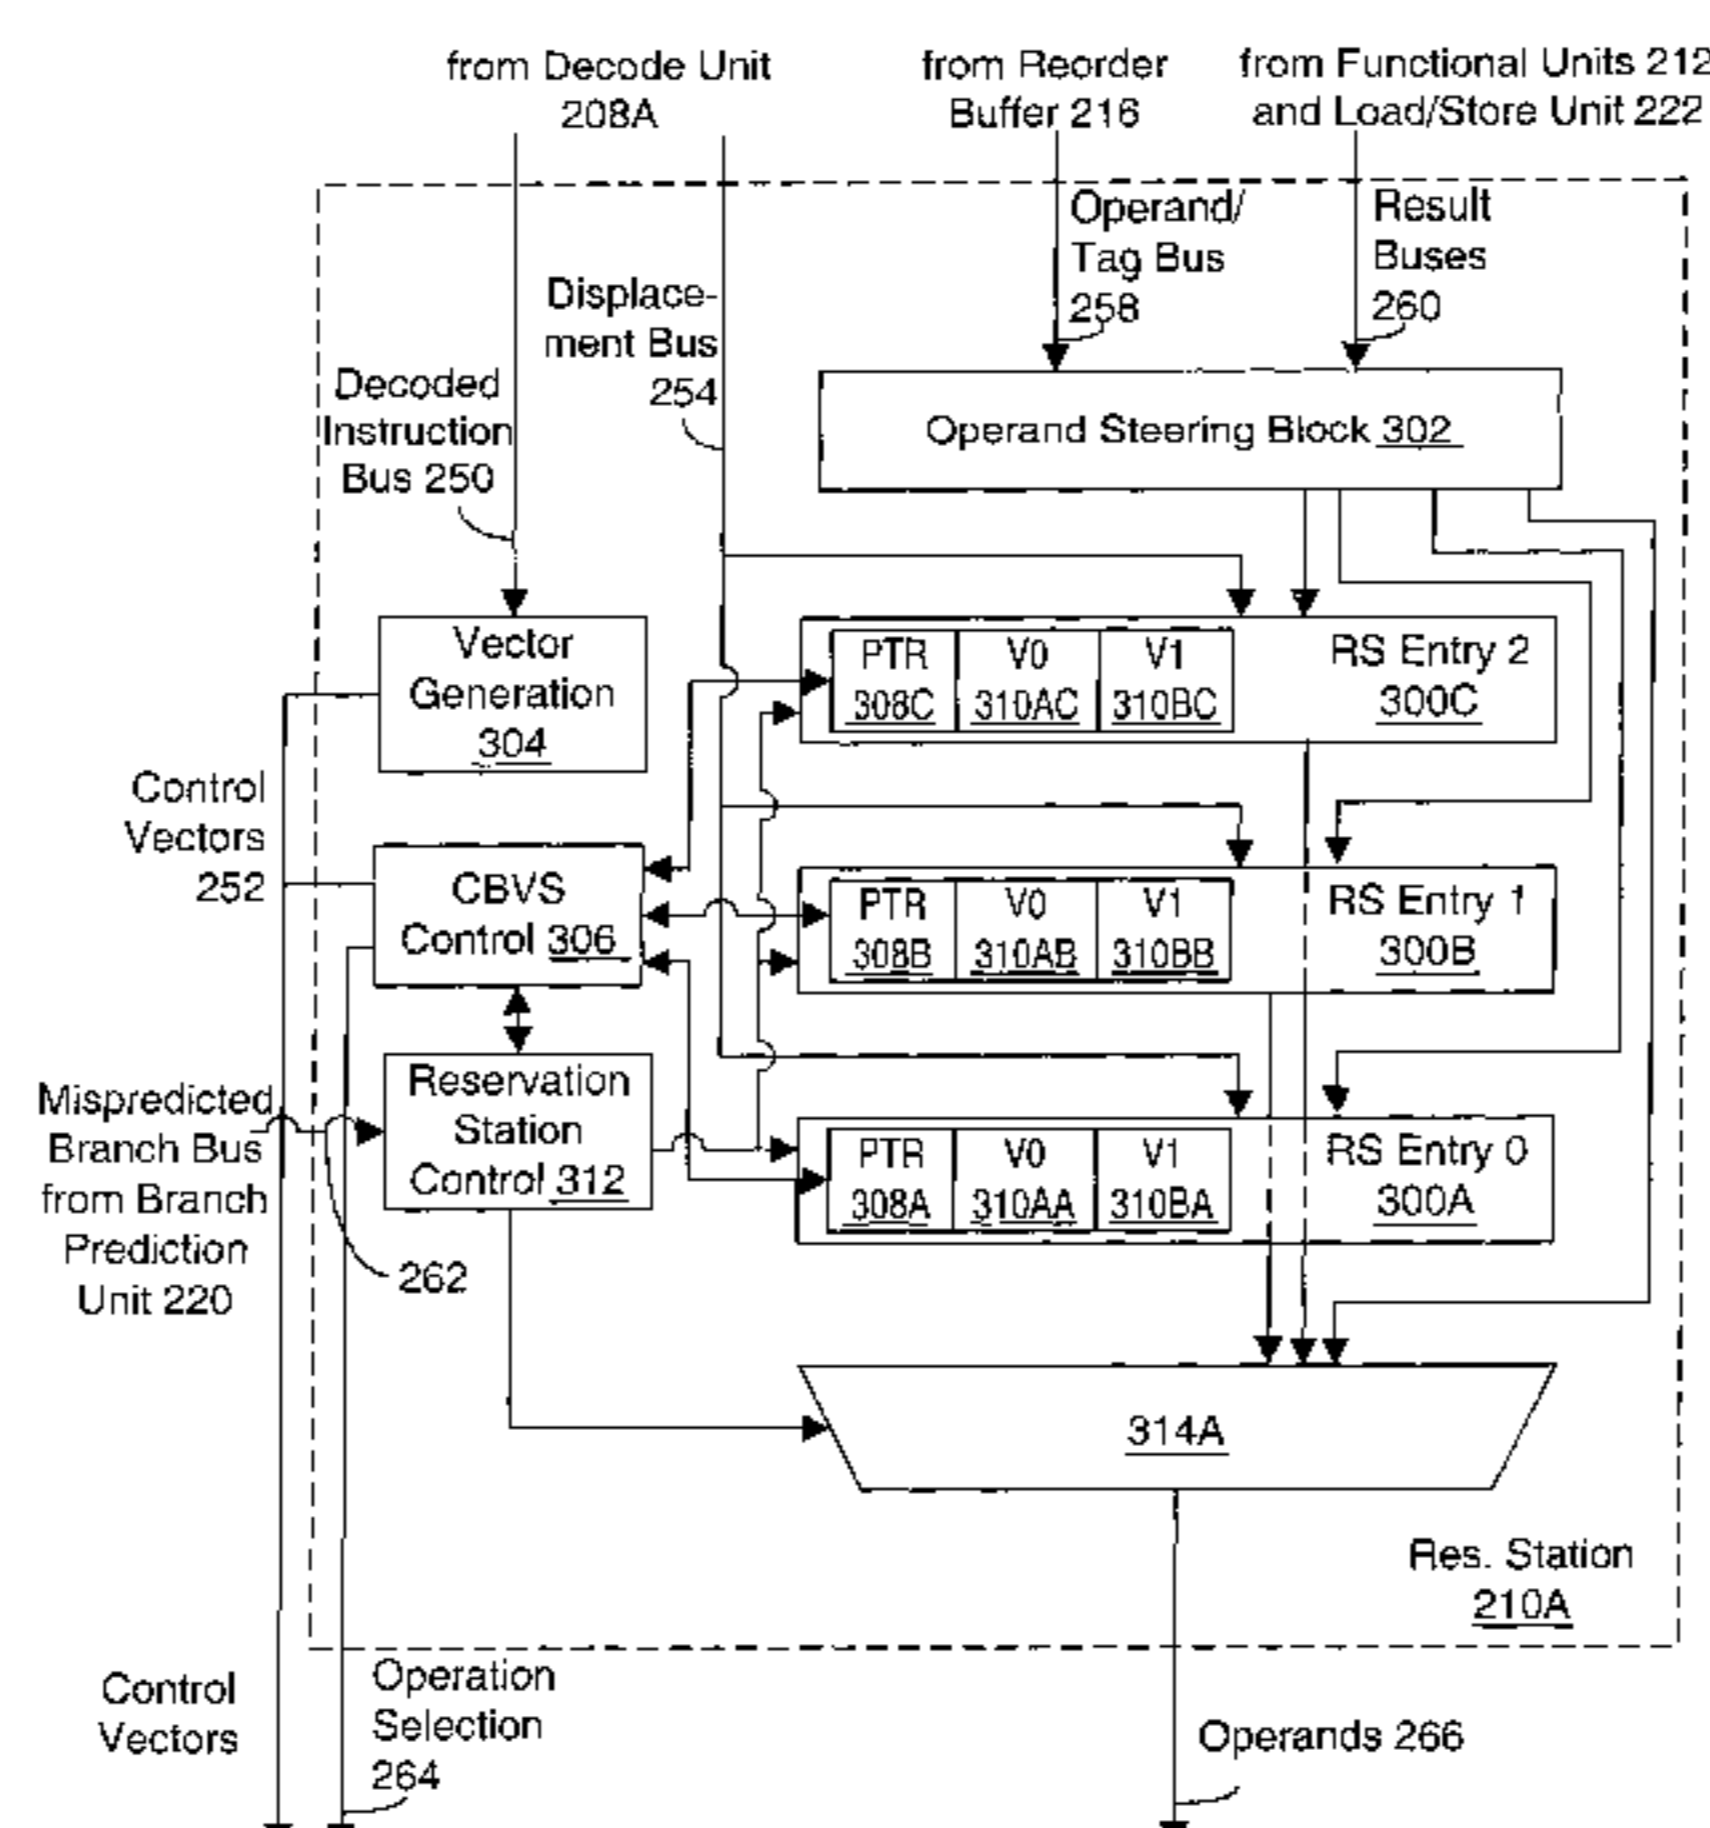 from Decode Unit
208A
from Reorder
Buffer 216
from Functional Units 212
and Load/Store Unit 222
Operand/
Tag Bus
258
Result
Buses
260
Displace-
ment Bus
254
Decoded
Instruction
Bus 250
Operand Steering Block 302
Vector
Generation
304
PTR
308C
V0
310AC
V1
310BC
RS Entry 2
300C
Control
Vectors
252
CBVS
Control 306
PTR
308B
V0
310AB
V1
310BB
RS Entry 1
300B
Mispredicted
Branch Bus
from Branch
Prediction
Unit 220
Reservation
Station
Control 312
262
PTR
308A
V0
310AA
V1
310BA
RS Entry 0
300A
314A
Res. Station
210A
Control
Vectors
Operation
Selection
264
Operands 266